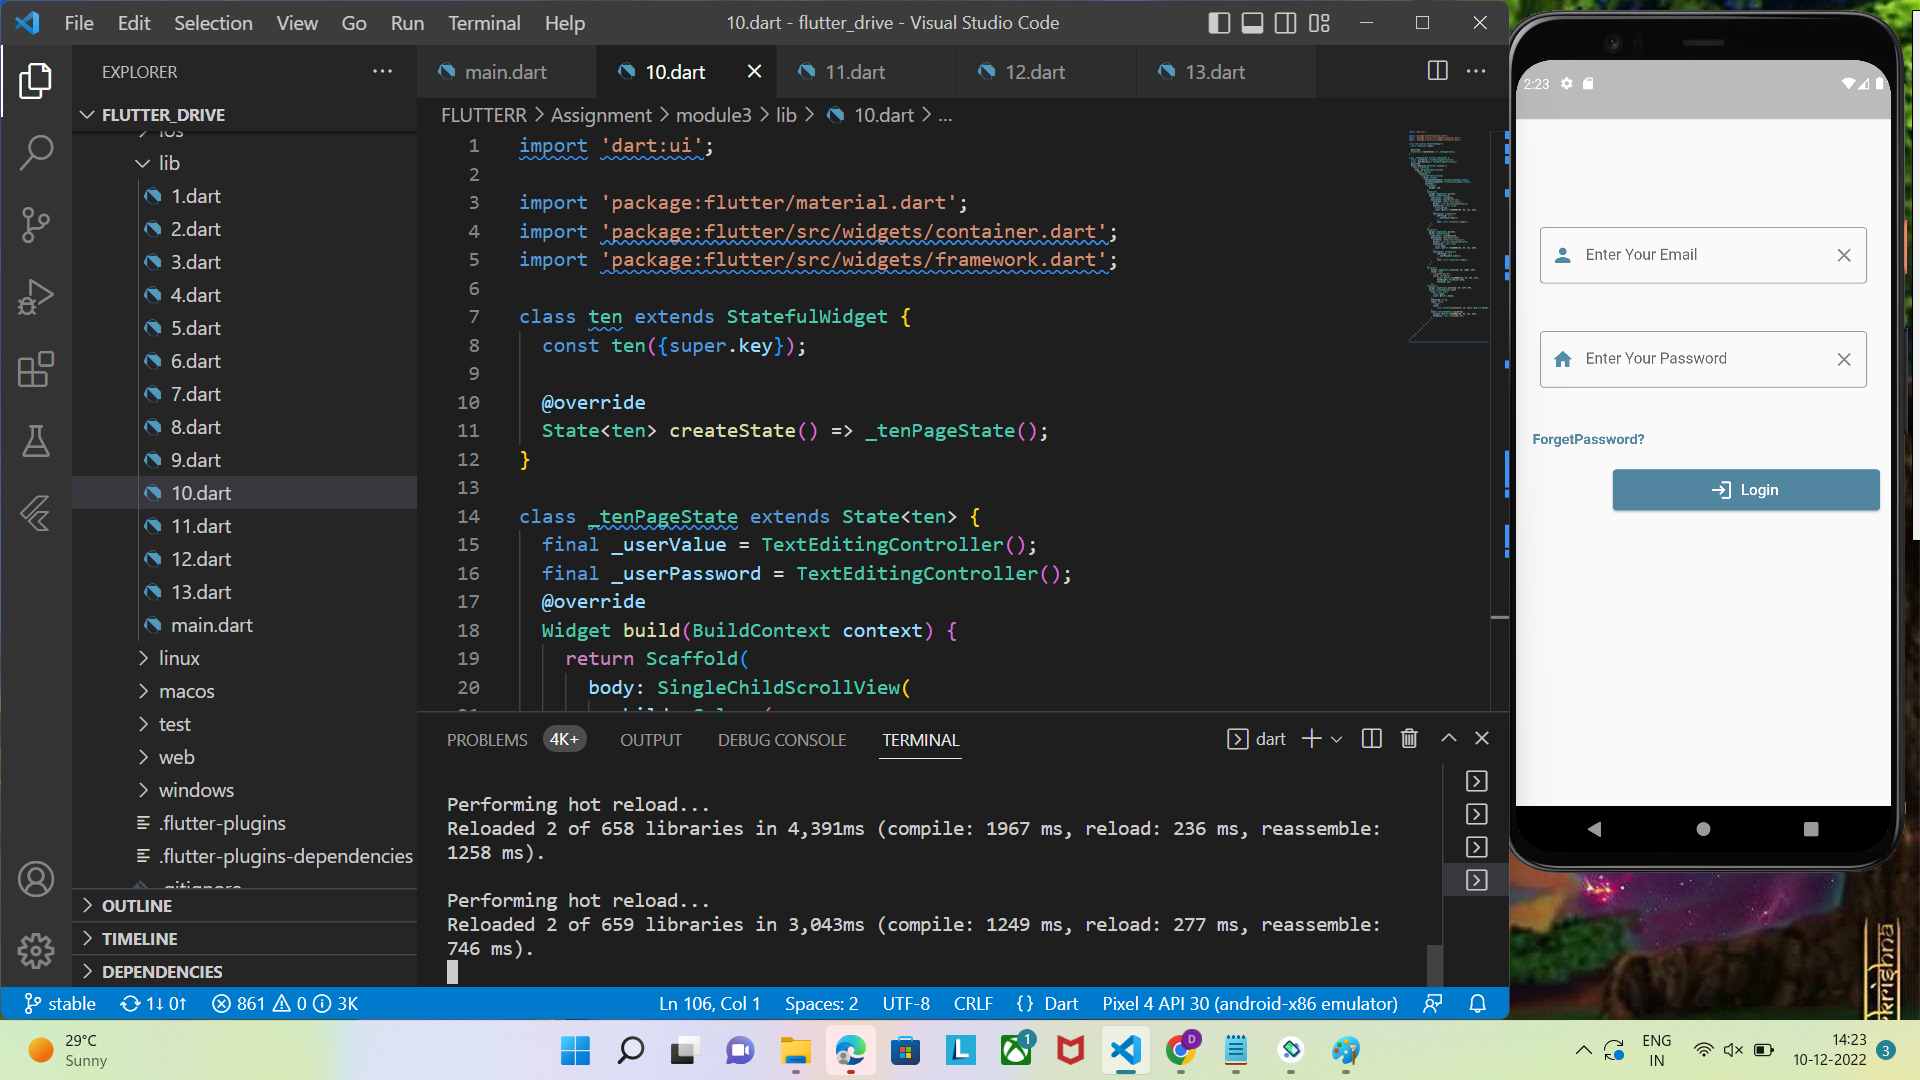 File Edit Selection View Go Run Terminal Help
10.dart - flutter_drive - Visual Studio Code
EXPLORER
FLUTTER_DRIVE
ios
lib
1.dart
2.dart
3.dart
4.dart
5.dart
6.dart
7.dart
8.dart
9.dart
10.dart
11.dart
12.dart
13.dart
main.dart
linux
macos
test
web
windows
.flutter-plugins
.flutter-plugins-dependencies
.gitignore
OUTLINE
TIMELINE
DEPENDENCIES
main.dart 10.dart 11.dart 12.dart 13.dart
FLUTTERR > Assignment > module3 > lib > 10.dart > ...
1 import 'dart:ui';
2
3 import 'package:flutter/material.dart';
4 import 'package:flutter/src/widgets/container.dart';
5 import 'package:flutter/src/widgets/framework.dart';
6
7 class ten extends StatefulWidget {
8 const ten({super.key});
9
10 @override
11 State<ten> createState() => _tenPageState();
12 }
13
14 class _tenPageState extends State<ten> {
15 final _userValue = TextEditingController();
16 final _userPassword = TextEditingController();
17 @override
18 Widget build(BuildContext context) {
19 return Scaffold(
20 body: SingleChildScrollView(
PROBLEMS 4K+ OUTPUT DEBUG CONSOLE TERMINAL
dart
Performing hot reload...
Reloaded 2 of 658 libraries in 4,391ms (compile: 1967 ms, reload: 236 ms, reassemble:
1258 ms).
Performing hot reload...
Reloaded 2 of 659 libraries in 3,043ms (compile: 1249 ms, reload: 277 ms, reassemble:
746 ms).
stable 1↓ 0↑ 861 0 3K
Ln 106, Col 1 Spaces: 2 UTF-8 CRLF {} Dart Pixel 4 API 30 (android-x86 emulator)
2:23
Enter Your Email
Enter Your Password
ForgetPassword?
Login
krishna
29°C
Sunny
L
1
D
ENG
IN
14:23
10-12-2022
3